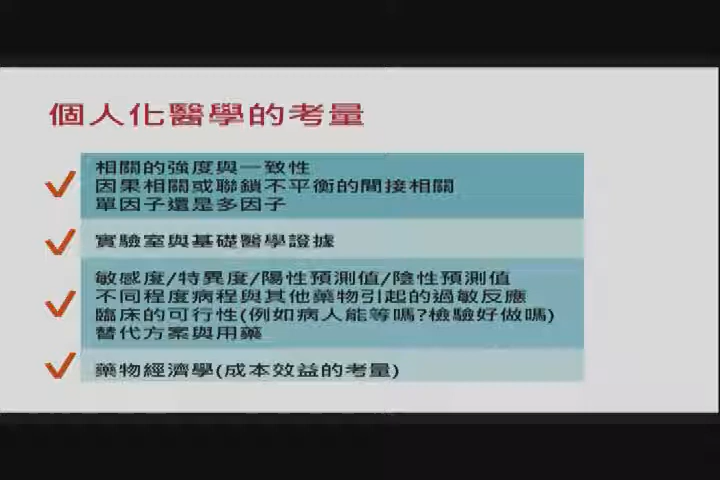 個人化醫學的考量
相關的強度與一致性
因果相關或聯鎖不平衡的間接相關
單因子還是多因子
實驗室與基礎醫學證據
敏感度/特異度/陽性預測值/陰性預測值
不同程度病程與其他藥物引起的過敏反應
臨床的可行性(例如病人能等嗎?檢驗好做嗎)
替代方案與用藥
藥物經濟學(成本效益的考量)